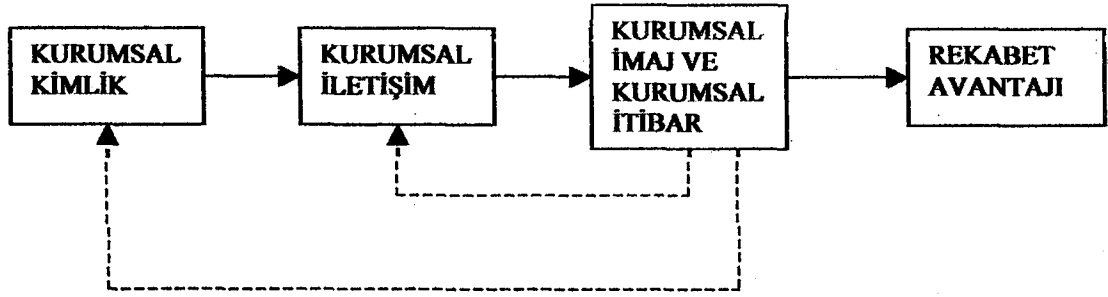 KURUMSAL
KİMLİK
KURUMSAL
İLETİŞİM
KURUMSAL
İMAJ VE
KURUMSAL
İTİBAR
REKABET
AVANTAJI